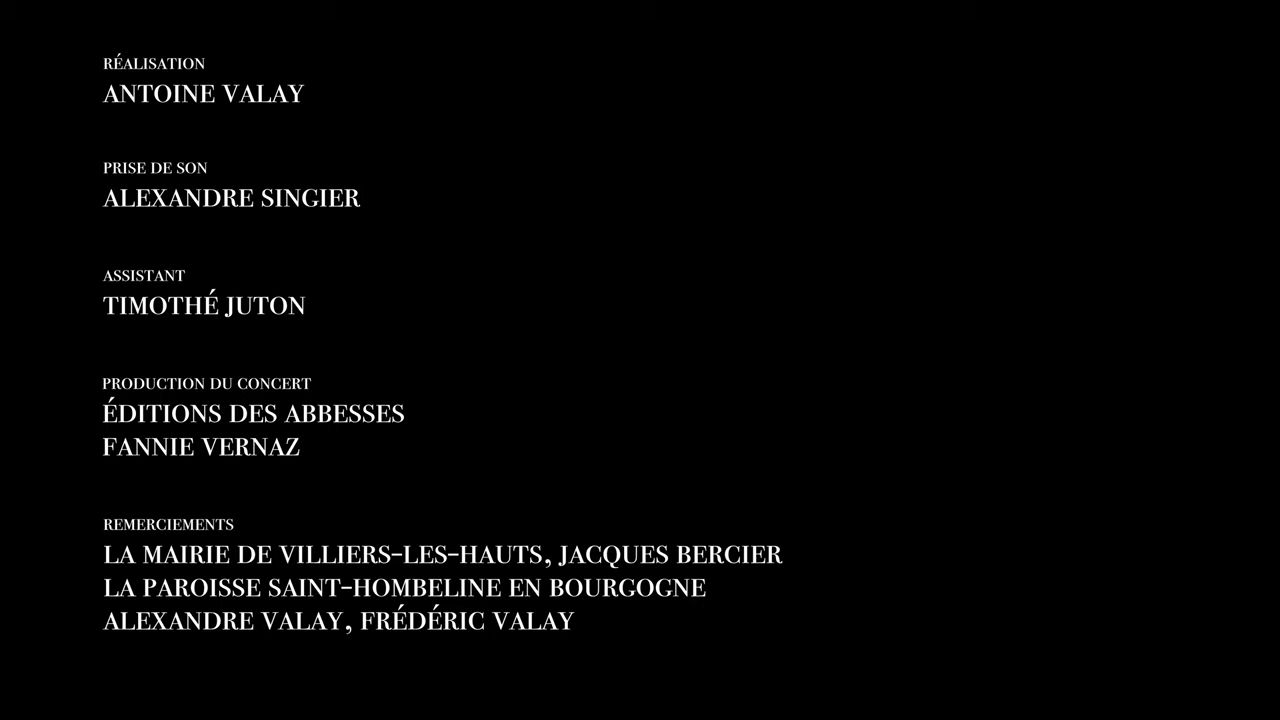 RÉALISATION
ANTOINE VALAY
PRISE DE SON
ALEXANDRE SINGIER
ASSISTANT
TIMOTHÉ JUTON
PRODUCTION DU CONCERT
ÉDITIONS DES ABBESSES
FANNIE VERNAZ
REMERCIEMENTS
LA MAIRIE DE VILLIERS-LES-HAUTS, JACQUES BERCIER
LA PAROISSE SAINT-HOMBELINE EN BOURGOGNE
ALEXANDRE VALAY, FRÉDÉRIC VALAY